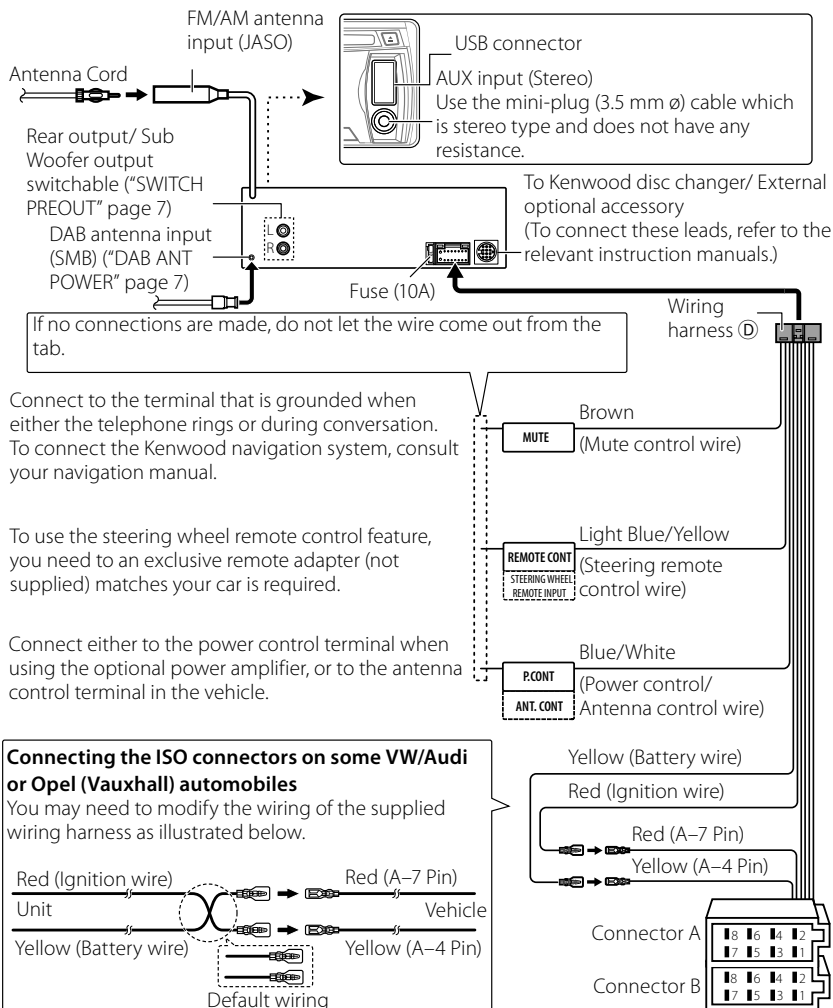 FM/AM antenna
input (JASO)
Antenna Cord
USB connector
AUX input (Stereo)
Use the mini-plug (3.5 mm ø) cable which
is stereo type and does not have any
resistance.
Rear output/ Sub
Woofer output
switchable (“SWITCH
PREOUT” page 7)
L
R
DAB antenna input
(SMB) (“DAB ANT
POWER” page 7)
Fuse (10A)
To Kenwood disc changer/ External
optional accessory
(To connect these leads, refer to the
relevant instruction manuals.)
Wiring
harness Ⓓ
If no connections are made, do not let the wire come out from the
tab.
Connect to the terminal that is grounded when
either the telephone rings or during conversation.
To connect the Kenwood navigation system, consult
your navigation manual.
MUTE
Brown
(Mute control wire)
To use the steering wheel remote control feature,
you need to an exclusive remote adapter (not
supplied) matches your car is required.
REMOTE CONT
STEERING WHEEL
REMOTE INPUT
Light Blue/Yellow
(Steering remote
control wire)
Connect either to the power control terminal when
using the optional power amplifier, or to the antenna
control terminal in the vehicle.
P.CONT
ANT. CONT
Blue/White
(Power control/
Antenna control wire)
Connecting the ISO connectors on some VW/Audi
or Opel (Vauxhall) automobiles
You may need to modify the wiring of the supplied
wiring harness as illustrated below.
Red (Ignition wire)
Red (A–7 Pin)
Unit
Vehicle
Yellow (Battery wire)
Yellow (A–4 Pin)
Default wiring
Yellow (Battery wire)
Red (Ignition wire)
Red (A–7 Pin)
Yellow (A–4 Pin)
Connector A
8 6 4 2
7 5 3 1
Connector B
8 6 4 2
7 5 3 1